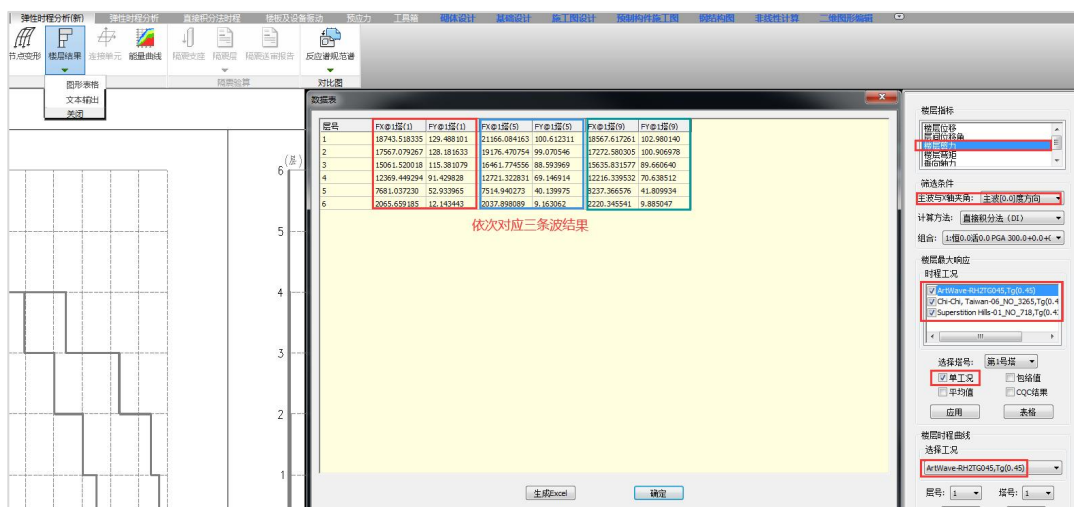 弹性时程分析(新) 弹性时程分析 直接积分法时程 楼板及设备振动 预应力 工具箱 砌体设计 基础设计 施工图设计 预制构件施工图 钢结构图 非线性计算 二维图形编辑
节点变形 楼层结果 连接单元 能量曲线 隔震支座 隔震层 隔震送审报告 反应谱规范谱
隔震验算 对比图
图形表格
文本输出
关闭
(层)
6
5
4
3
2
1
数据表
层号 FX@1塔(1) FY@1塔(1) FX@1塔(5) FY@1塔(5) FX@1塔(9) FY@1塔(9)
1 18743.518335 129.488101 21166.084163 100.612311 18567.617261 102.980140
2 17567.079267 128.181633 19176.470754 99.070546 17272.580305 100.906978
3 15061.520018 115.381079 16461.774556 88.593969 15635.831577 89.660640
4 12369.449294 91.429828 12721.322831 69.146914 12216.339532 70.638512
5 7681.037230 52.933965 7514.940273 40.139975 8237.366576 41.809934
6 2065.659185 12.143443 2037.898089 9.163062 2220.345541 9.885047
依次对应三条波结果
生成Excel 确定
楼层指标
楼层位移
层间位移角
楼层剪力
楼层弯矩
竖向轴力
筛选条件
主波与X轴夹角: 主波[0.0]度方向
计算方法: 直接积分法 (DI)
组合: 1:恒0.0活0.0 PGA 300.0+0.0+(
楼层最大响应
时程工况
ArtWave-RH2TG045,Tg(0.45)
Chi-Chi, Taiwan-06_NO_3265,Tg(0.4
Superstition Hills-01_NO_718,Tg(0.4
选择塔号: 第1号塔
单工况 包络值
平均值 CQC结果
应用 表格
楼层时程曲线
选择工况
ArtWave-RH2TG045,Tg(0.45)
层号: 1 塔号: 1